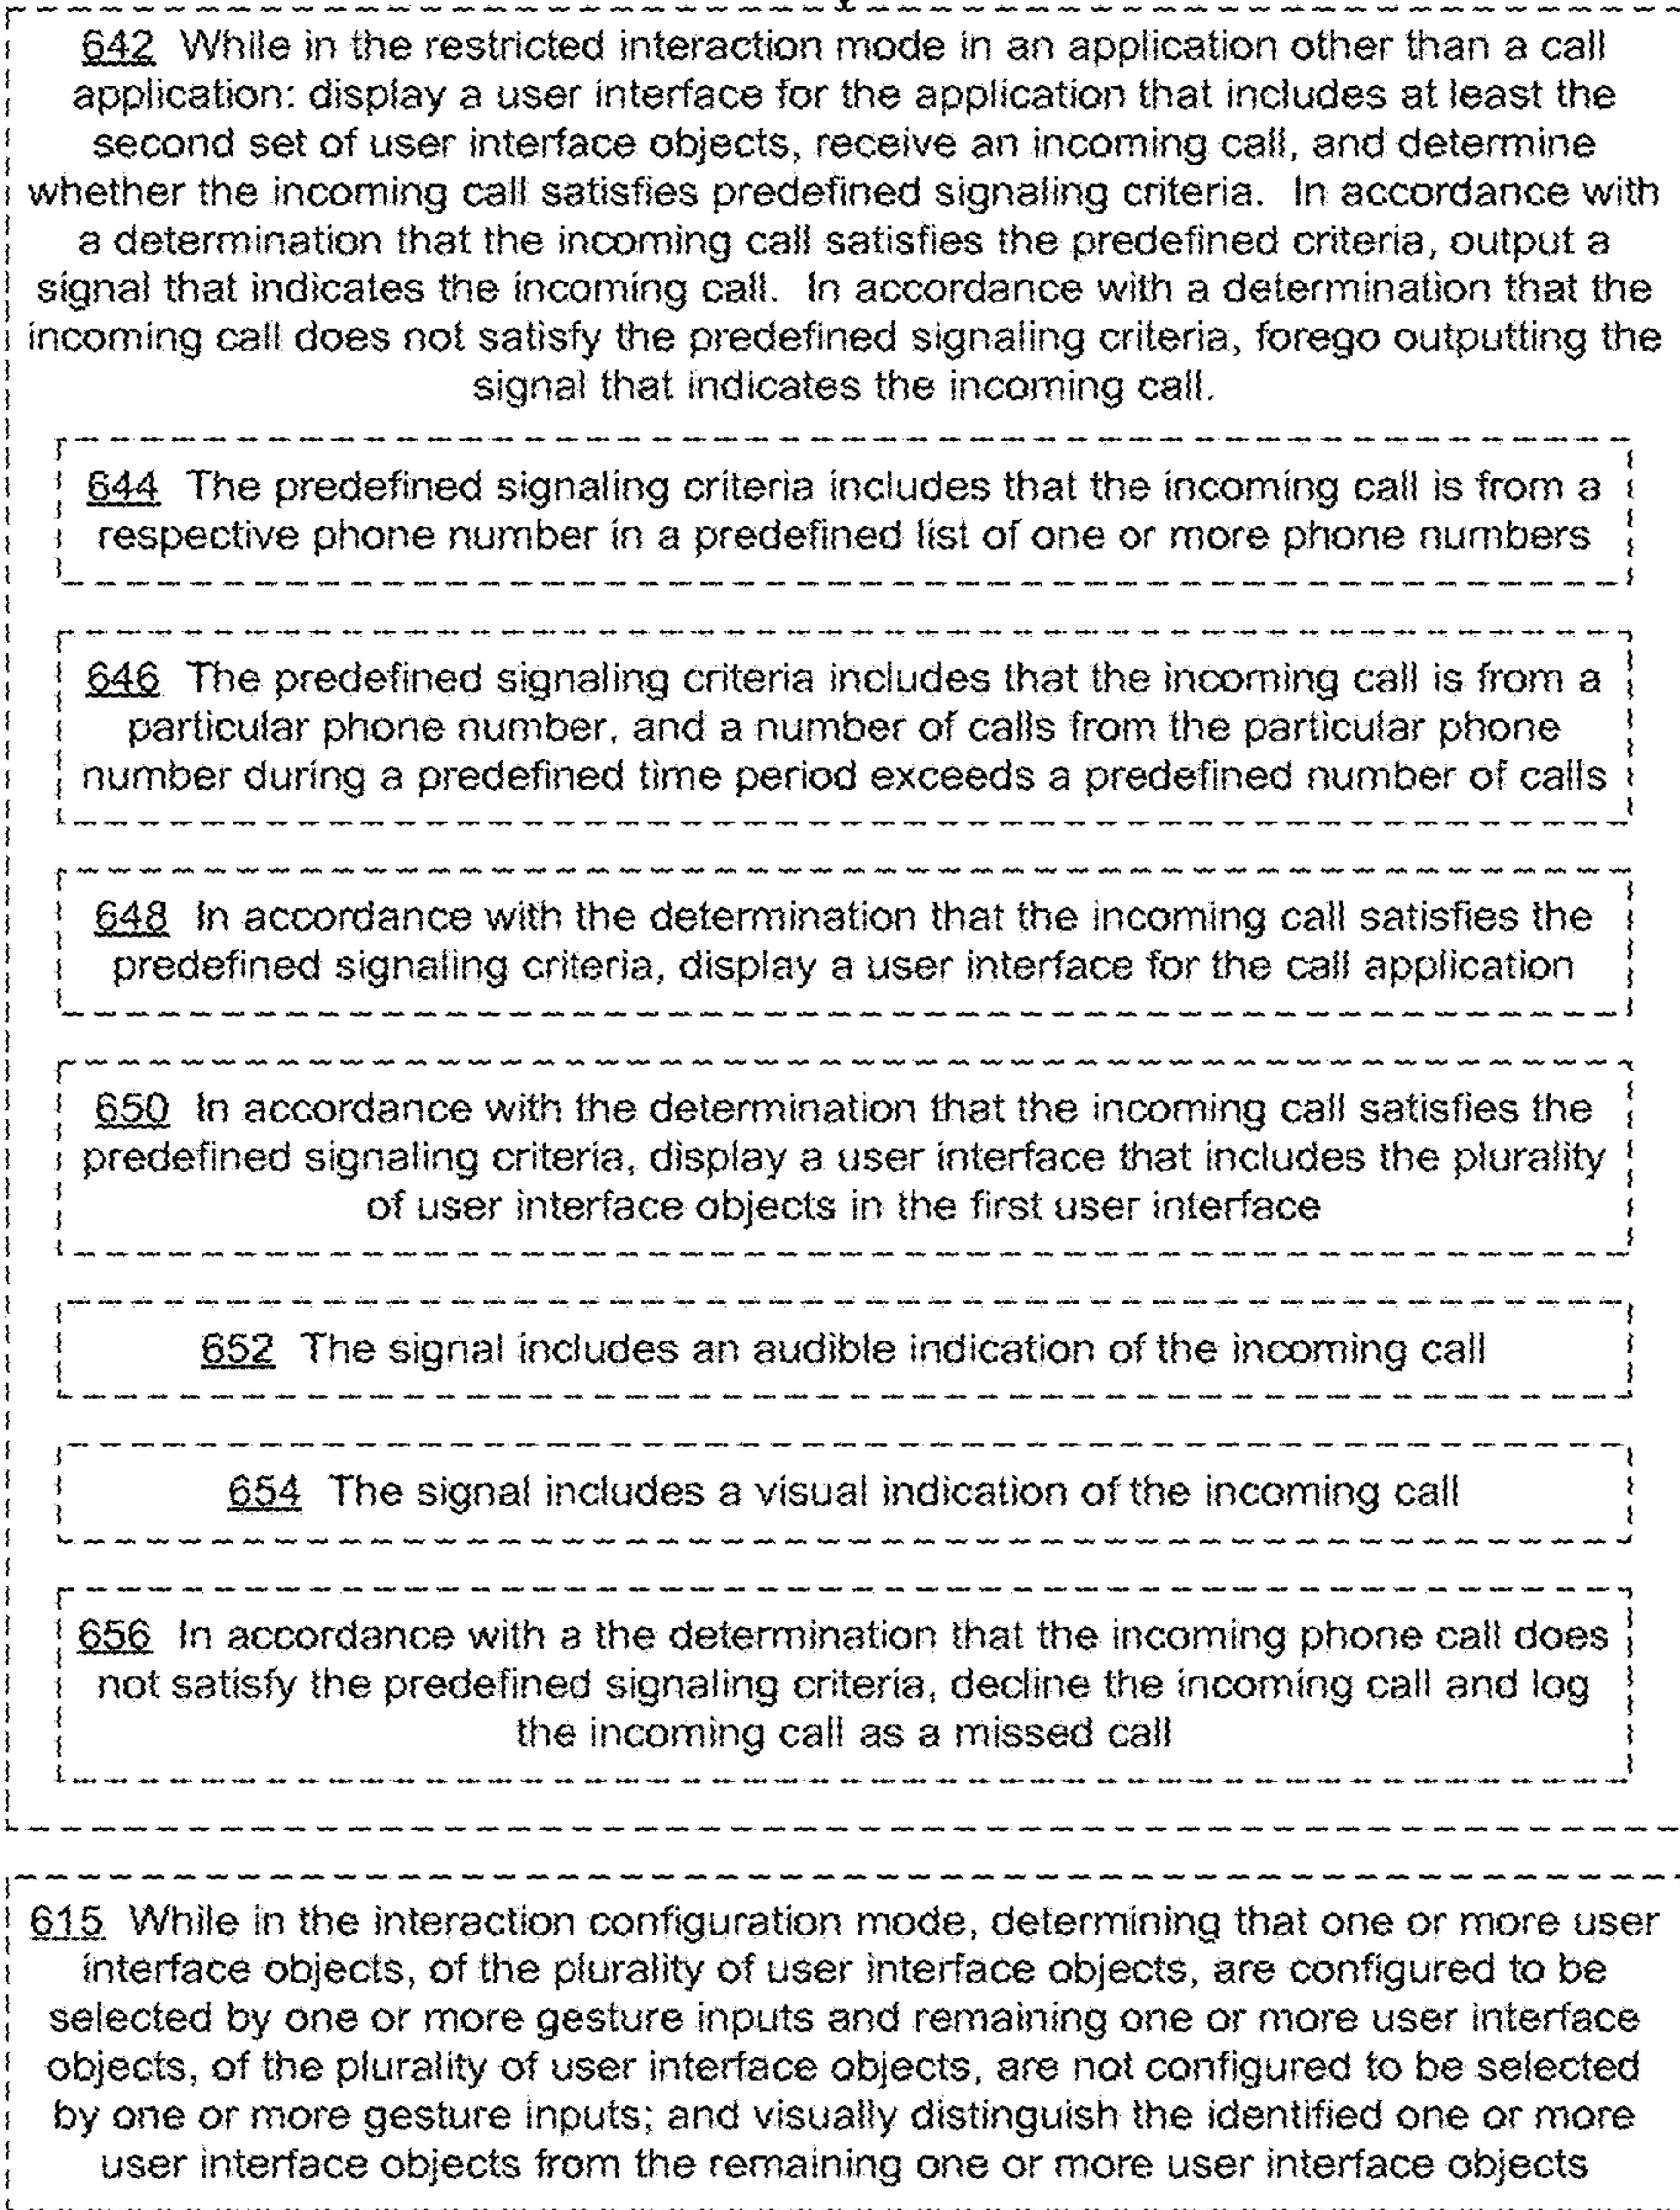 642 While in the restricted interaction mode in an application other than a call
application: display a user interface for the application that includes at least the
second set of user interface objects, receive an incoming call, and determine
whether the incoming call satisfies predefined signaling criteria. In accordance with
a determination that the incoming call satisfies the predefined criteria, output a
signal that indicates the incoming call. In accordance with a determination that the
incoming call does not satisfy the predefined signaling criteria, forego outputting the
signal that indicates the incoming call.
644 The predefined signaling criteria includes that the incoming call is from a
respective phone number in a predefined list of one or more phone numbers
646 The predefined signaling criteria includes that the incoming call is from a
particular phone number, and a number of calls from the particular phone
number during a predefined time period exceeds a predefined number of calls
648 In accordance with the determination that the incoming call satisfies the
predefined signaling criteria, display a user interface for the call application
650 In accordance with the determination that the incoming call satisfies the
predefined signaling criteria, display a user interface that includes the plurality
of user interface objects in the first user interface
652 The signal includes an audible indication of the incoming call
654 The signal includes a visual indication of the incoming call
656 In accordance with a the determination that the incoming phone call does
not satisfy the predefined signaling criteria, decline the incoming call and log
the incoming call as a missed call
615 While in the interaction configuration mode, determining that one or more user
interface objects, of the plurality of user interface objects, are configured to be
selected by one or more gesture inputs and remaining one or more user interface
objects, of the plurality of user interface objects, are not configured to be selected
by one or more gesture inputs; and visually distinguish the identified one or more
user interface objects from the remaining one or more user interface objects